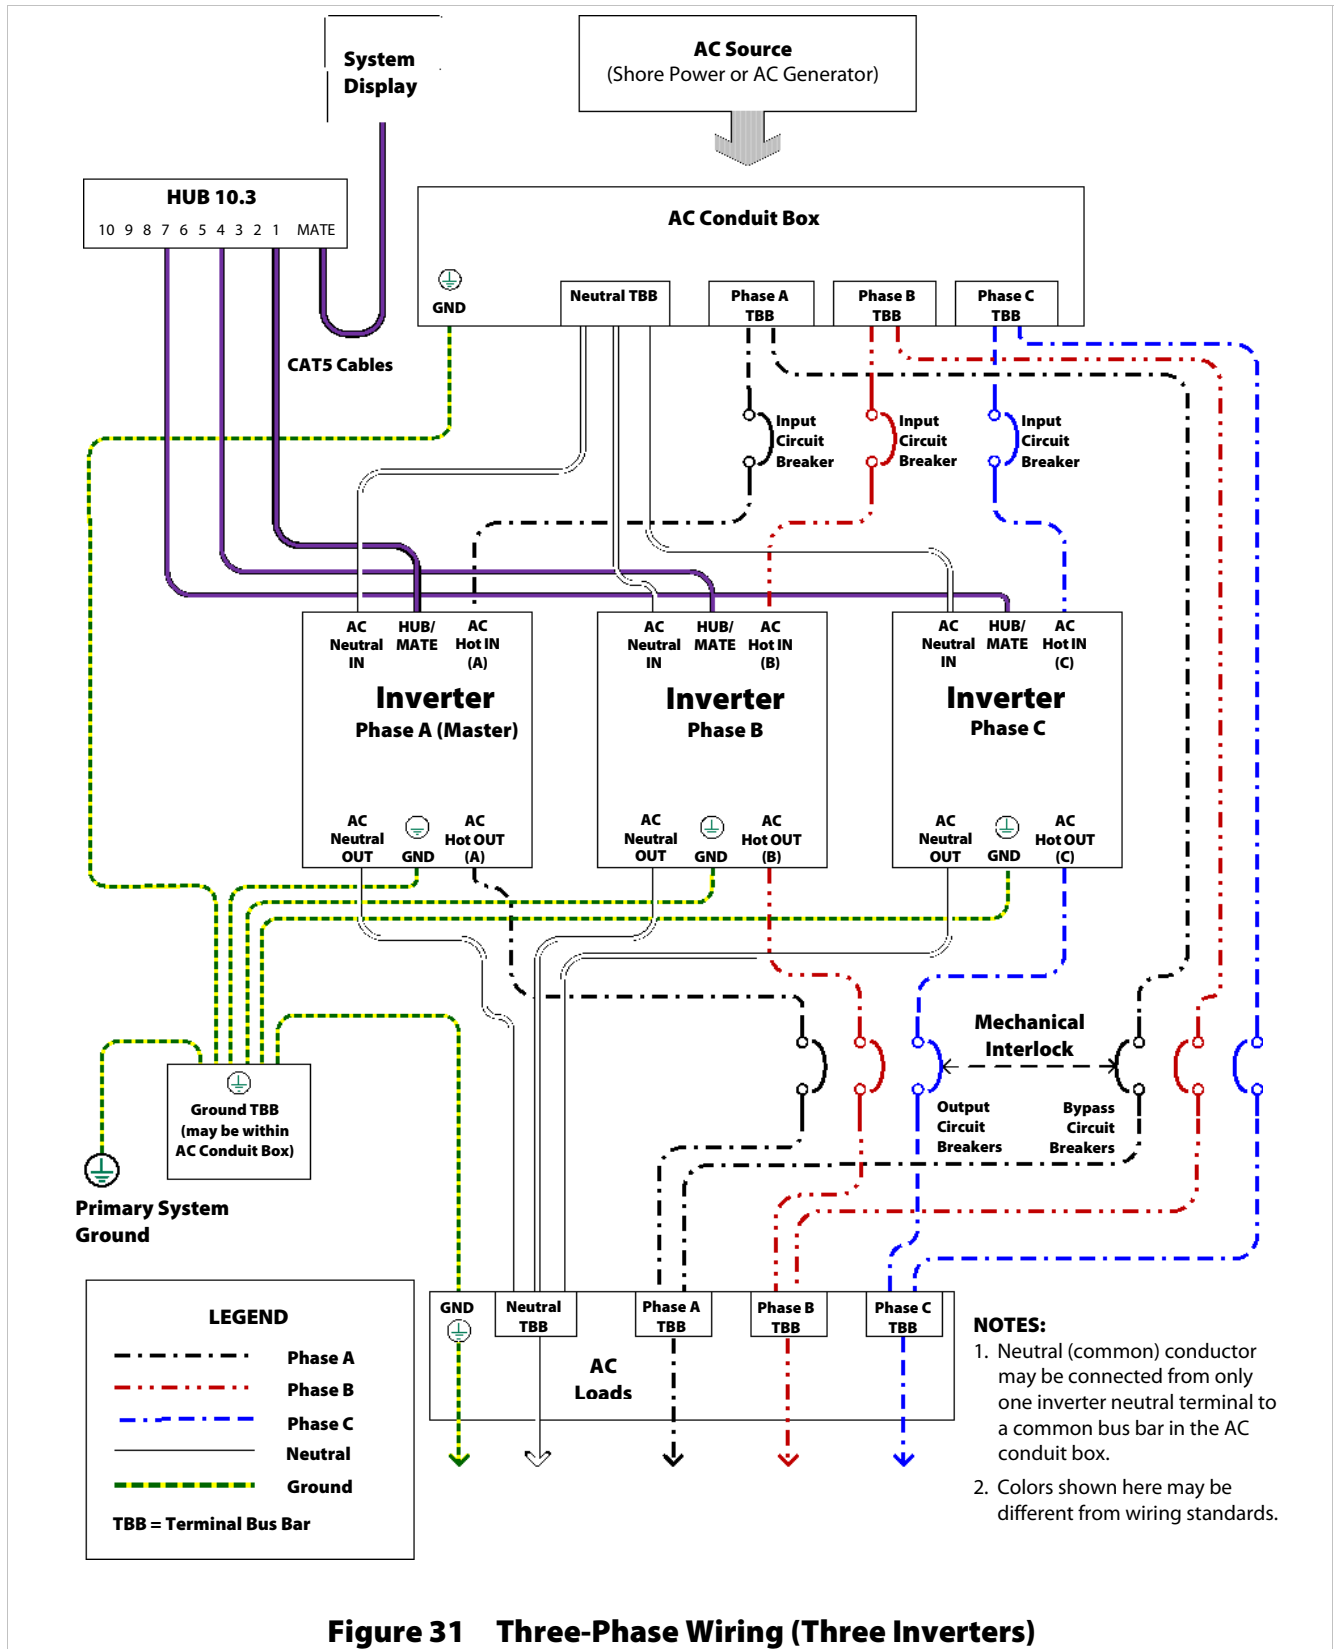 System
Display
AC Source
(Shore Power or AC Generator)
HUB 10.3
10 9 8 7 6 5 4 3 2 1 MATE
AC Conduit Box
GND
Neutral TBB
Phase A
TBB
Phase B
TBB
Phase C
TBB
CAT5 Cables
Input
Circuit
Breaker
Input
Circuit
Breaker
Input
Circuit
Breaker
AC
Neutral
IN
HUB/
MATE
AC
Hot IN
(A)
Inverter
Phase A (Master)
AC
Neutral
OUT
GND
AC
Hot OUT
(A)
AC
Neutral
IN
HUB/
MATE
AC
Hot IN
(B)
Inverter
Phase B
AC
Neutral
OUT
GND
AC
Hot OUT
(B)
AC
Neutral
IN
HUB/
MATE
AC
Hot IN
(C)
Inverter
Phase C
AC
Neutral
OUT
GND
AC
Hot OUT
(C)
Mechanical
Interlock
Output
Circuit
Breakers
Bypass
Circuit
Breakers
Ground TBB
(may be within
AC Conduit Box)
Primary System
Ground
LEGEND
Phase A
Phase B
Phase C
Neutral
Ground
TBB = Terminal Bus Bar
GND
Neutral
TBB
Phase A
TBB
Phase B
TBB
Phase C
TBB
AC
Loads
NOTES:
1. Neutral (common) conductor
may be connected from only
one inverter neutral terminal to
a common bus bar in the AC
conduit box.
2. Colors shown here may be
different from wiring standards.
Figure 31 Three-Phase Wiring (Three Inverters)